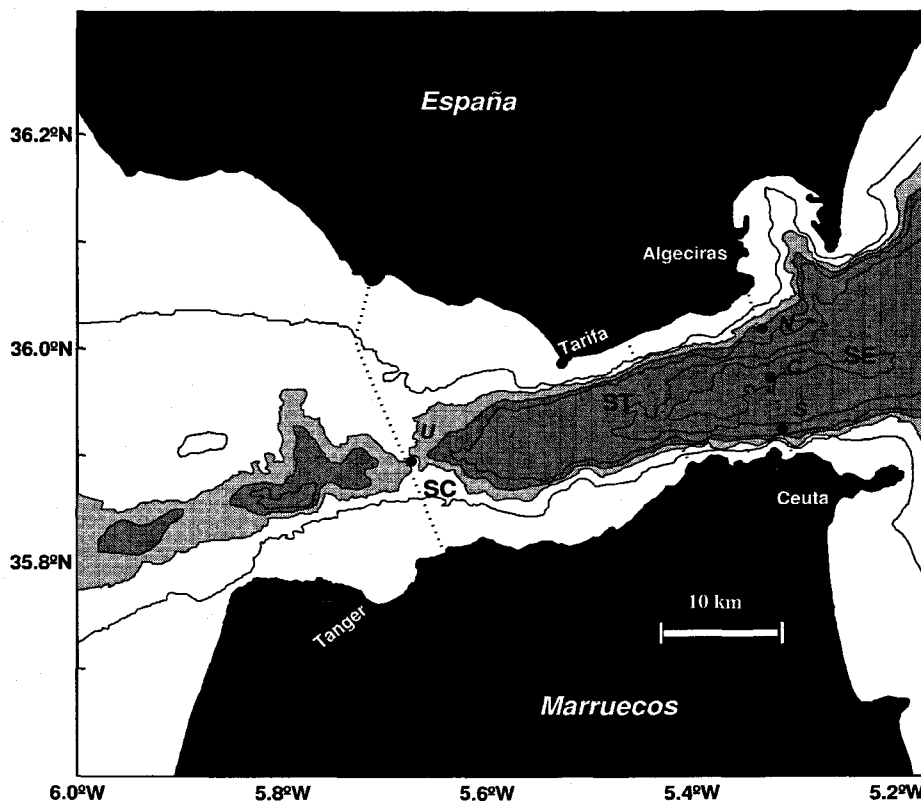 España
36.2ºN
Algeciras
Tarifa
36.0ºN
N
SE
C
ST
S
U
SC
Ceuta
35.8ºN
10 km
Tanger
Marruecos
6.0ºW
5.8ºW
5.6ºW
5.4ºW
5.2ºW